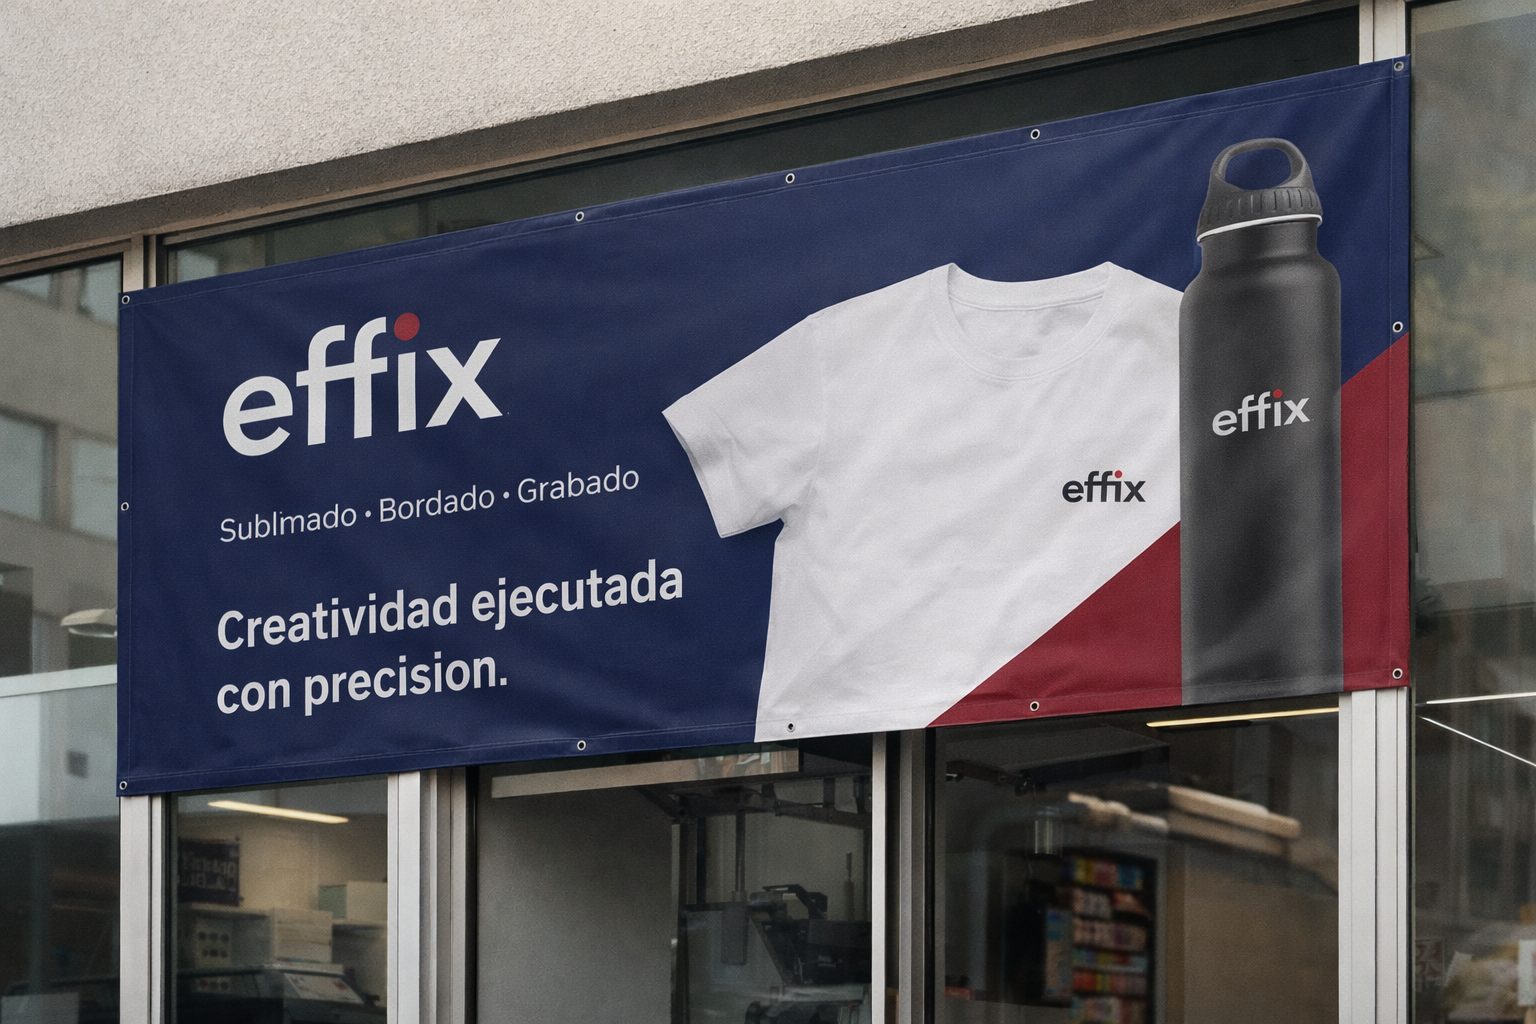 effix
Sublmado • Bordado • Grabado
Creatividad ejecutada
con precision.
effix
effix